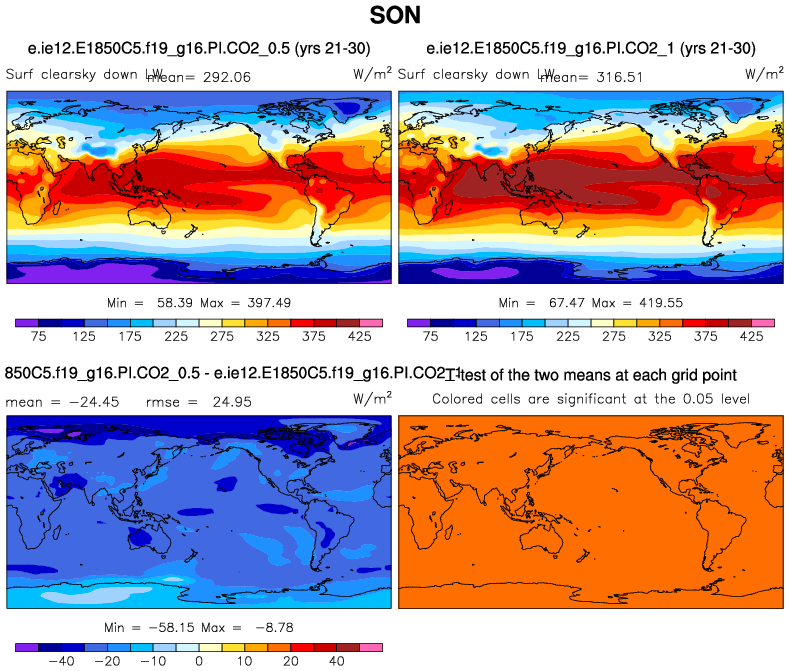 SON
e.ie12.E1850C5.f19_g16.PI.CO2_0.5 (yrs 21-30)
e.ie12.E1850C5.f19_g16.PI.CO2_1 (yrs 21-30)
Surf clearsky down LW mean= 292.06 W/m²
Surf clearsky down LW mean= 316.51 W/m²
Min = 58.39 Max = 397.49
Min = 67.47 Max = 419.55
75 125 175 225 275 325 375 425
75 125 175 225 275 325 375 425
850C5.f19_g16.PI.CO2_0.5 - e.ie12.E1850C5.f19_g16.PI.CO2_1
T-test of the two means at each grid point
mean = −24.45 rmse = 24.95 W/m²
Colored cells are significant at the 0.05 level
Min = −58.15 Max = −8.78
−40 −20 −10 0 10 20 40